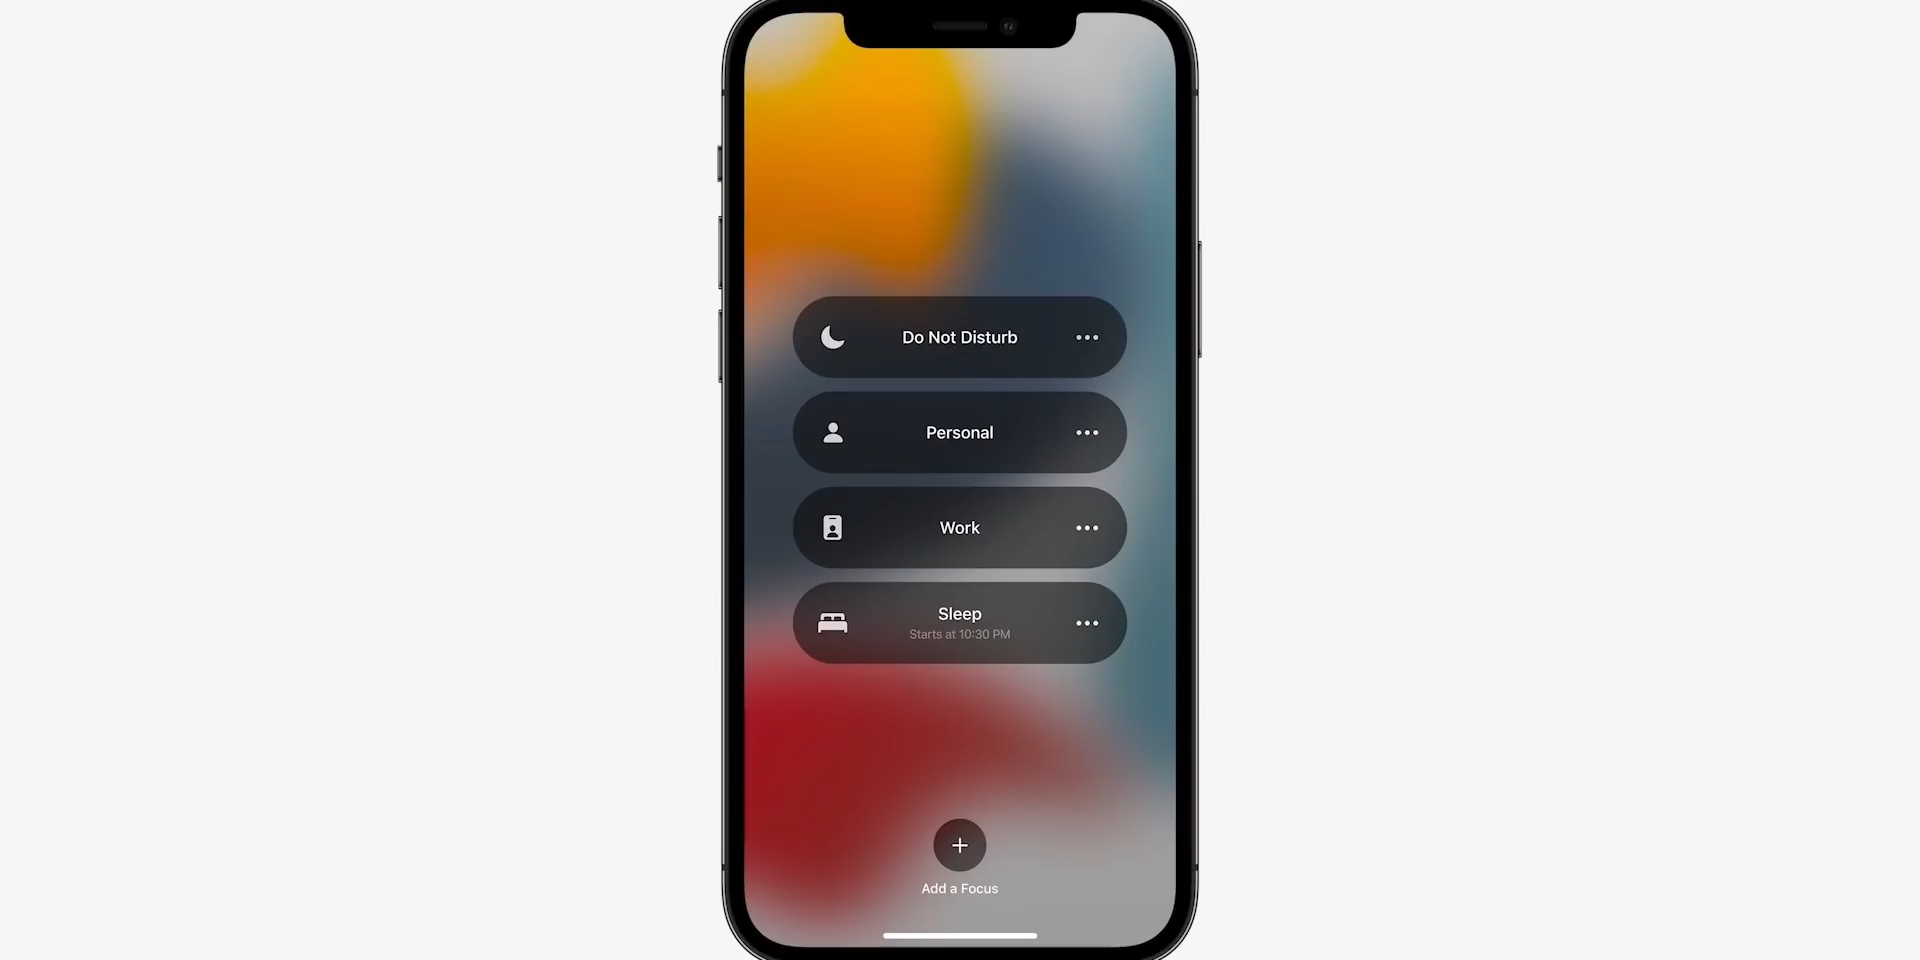 Do Not Disturb
Personal
Work
Sleep
Starts at 10:30 PM
Add a Focus